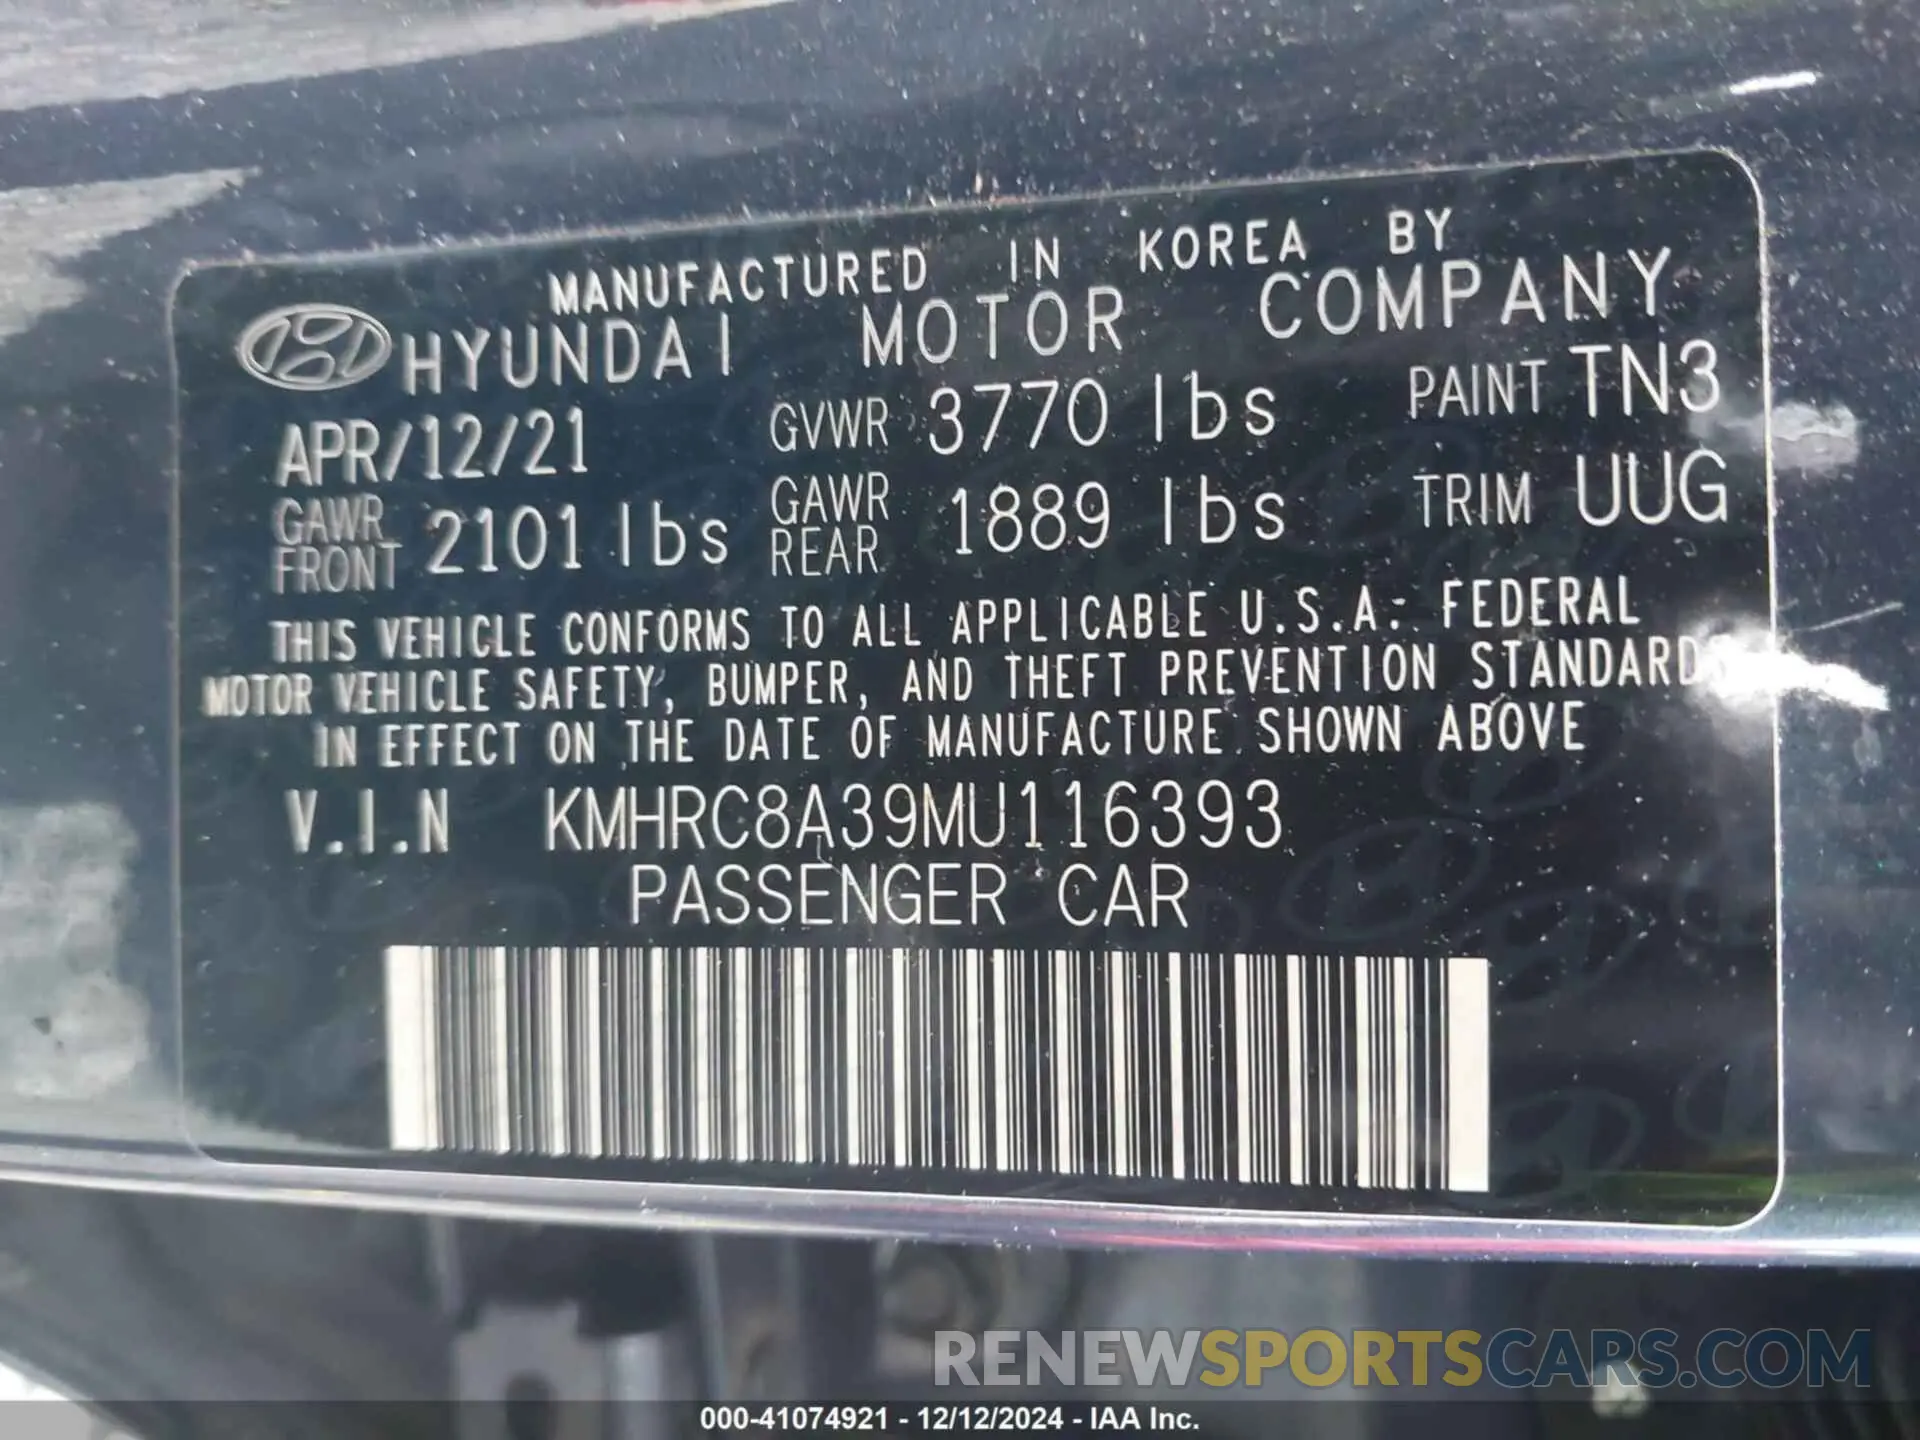 MANUFACTURED IN KOREA BY
HYUNDAI MOTOR COMPANY
APR/12/21 GVWR 3770 lbs PAINT TN3
GAWR FRONT 2101 lbs GAWR REAR 1889 lbs TRIM UUG
THIS VEHICLE CONFORMS TO ALL APPLICABLE U.S.A. FEDERAL
MOTOR VEHICLE SAFETY, BUMPER, AND THEFT PREVENTION STANDARDS
IN EFFECT ON THE DATE OF MANUFACTURE SHOWN ABOVE
V.I.N KMHRC8A39MU116393
PASSENGER CAR
RENEWSPORTSCARS.COM
000-41074921 - 12/12/2024 - IAA Inc.